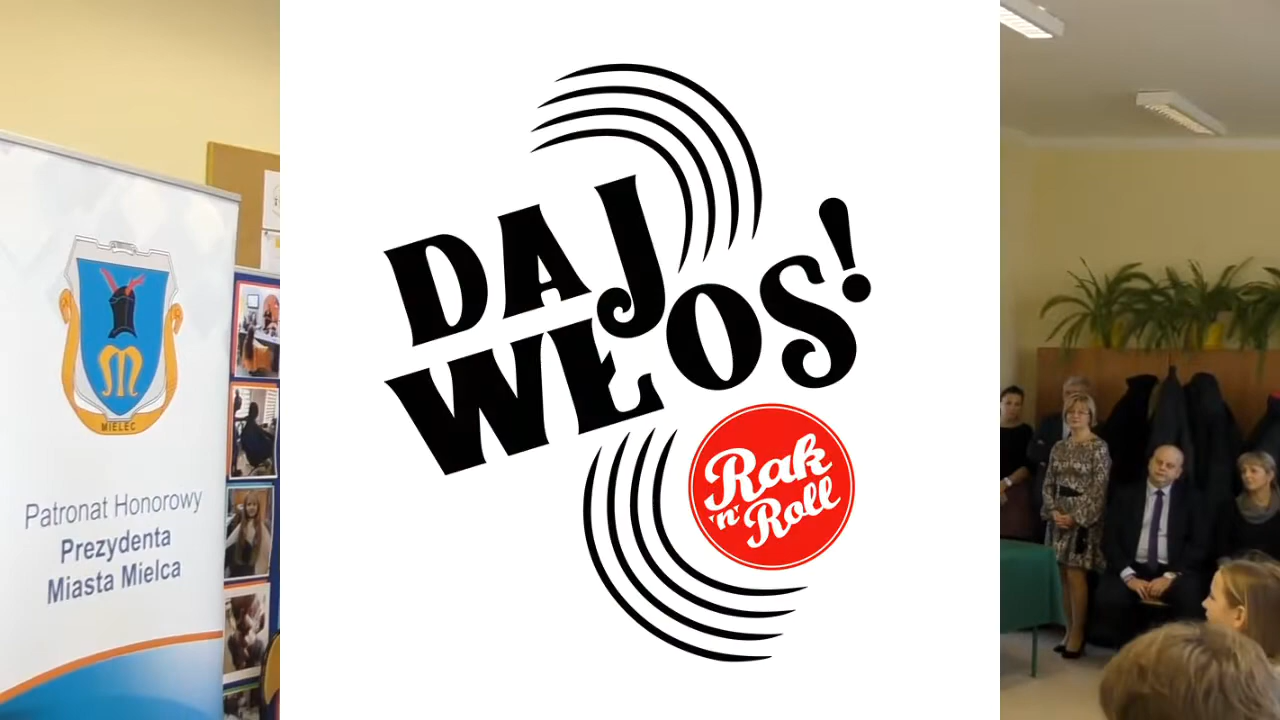 MIELEC
Patronat Honorowy
Prezydenta
Miasta Mielca
DAJ
WŁOS!
Rak
'n'
Roll